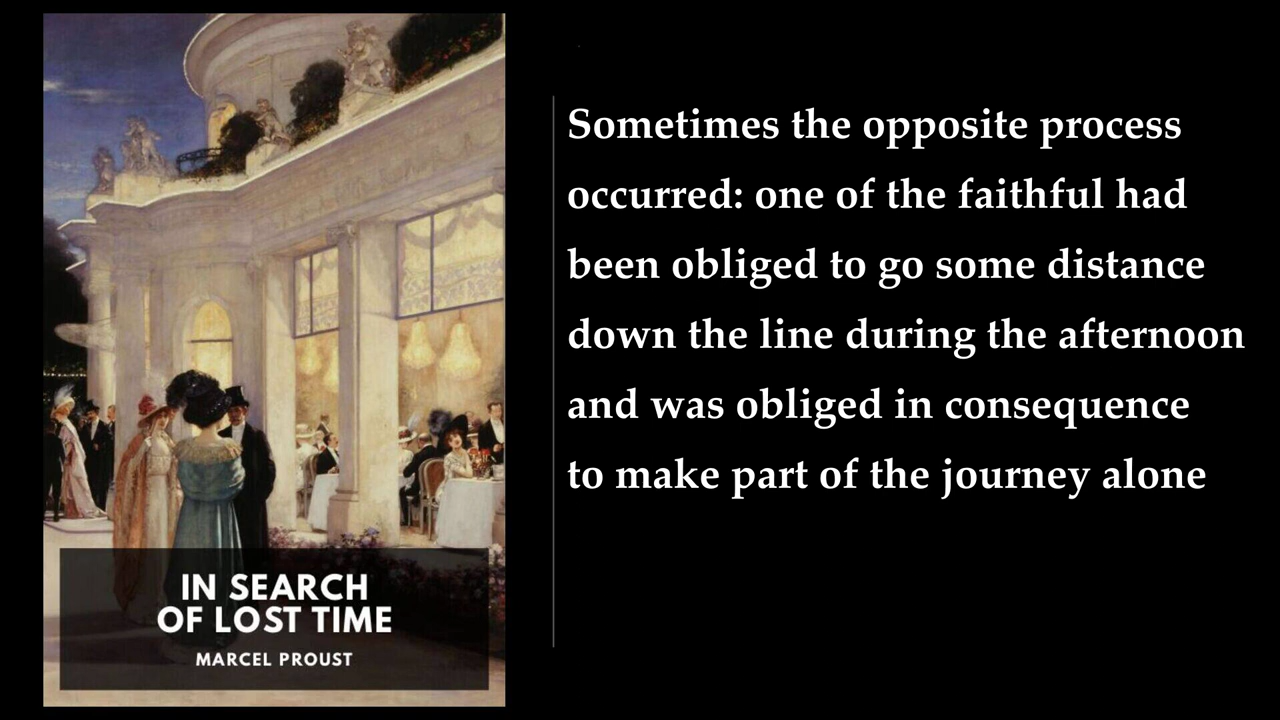 IN SEARCH
OF LOST TIME
MARCEL PROUST
Sometimes the opposite process
occurred: one of the faithful had
been obliged to go some distance
down the line during the afternoon
and was obliged in consequence
to make part of the journey alone